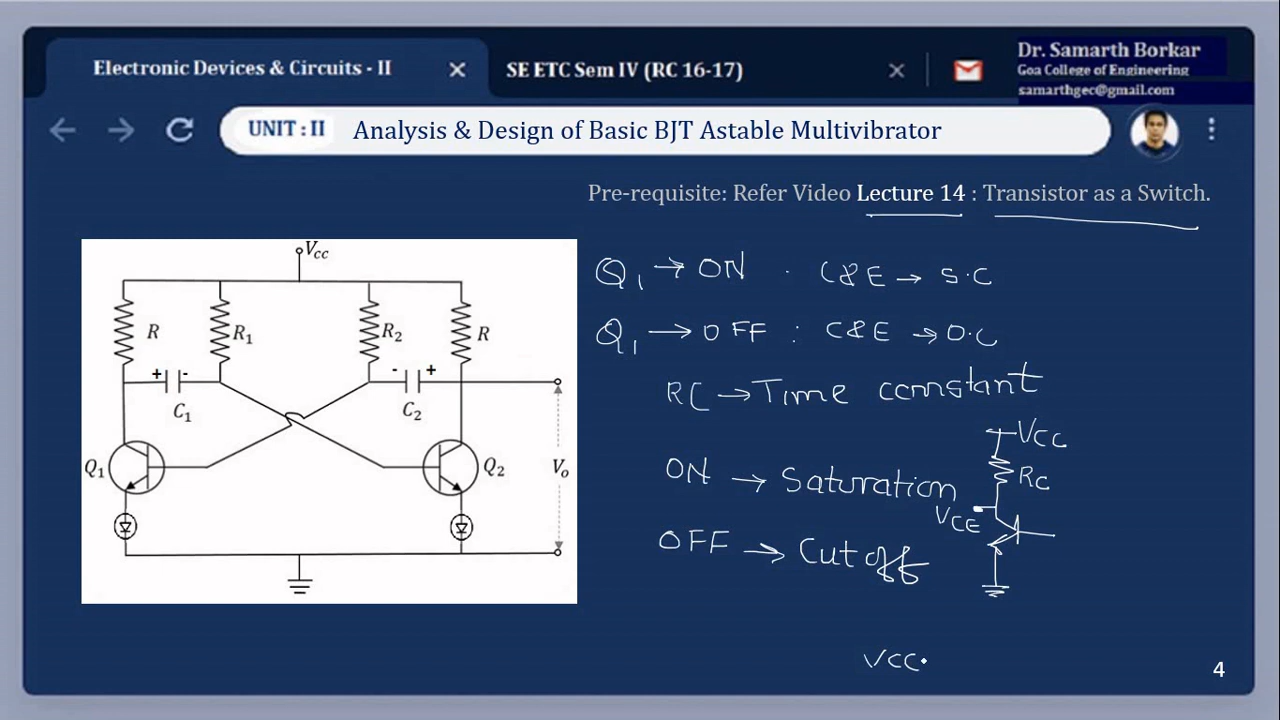 Electronic Devices & Circuits - II
SE ETC Sem IV (RC 16-17)
Dr. Samarth Borkar
Goa College of Engineering
samarthgec@gmail.com
UNIT : II
Analysis & Design of Basic BJT Astable Multivibrator
Pre-requisite: Refer Video Lecture 14 : Transistor as a Switch.
Vcc
R
R1
R2
R
+ -
- +
C1
C2
Q1
Q2
Vo
Q1 → ON . C&E → S.C
Q1 → OFF : C&E → O.C
RC → Time constant
ON → Saturation
OFF → Cut off
VCC
RC
VCE
VCC
4